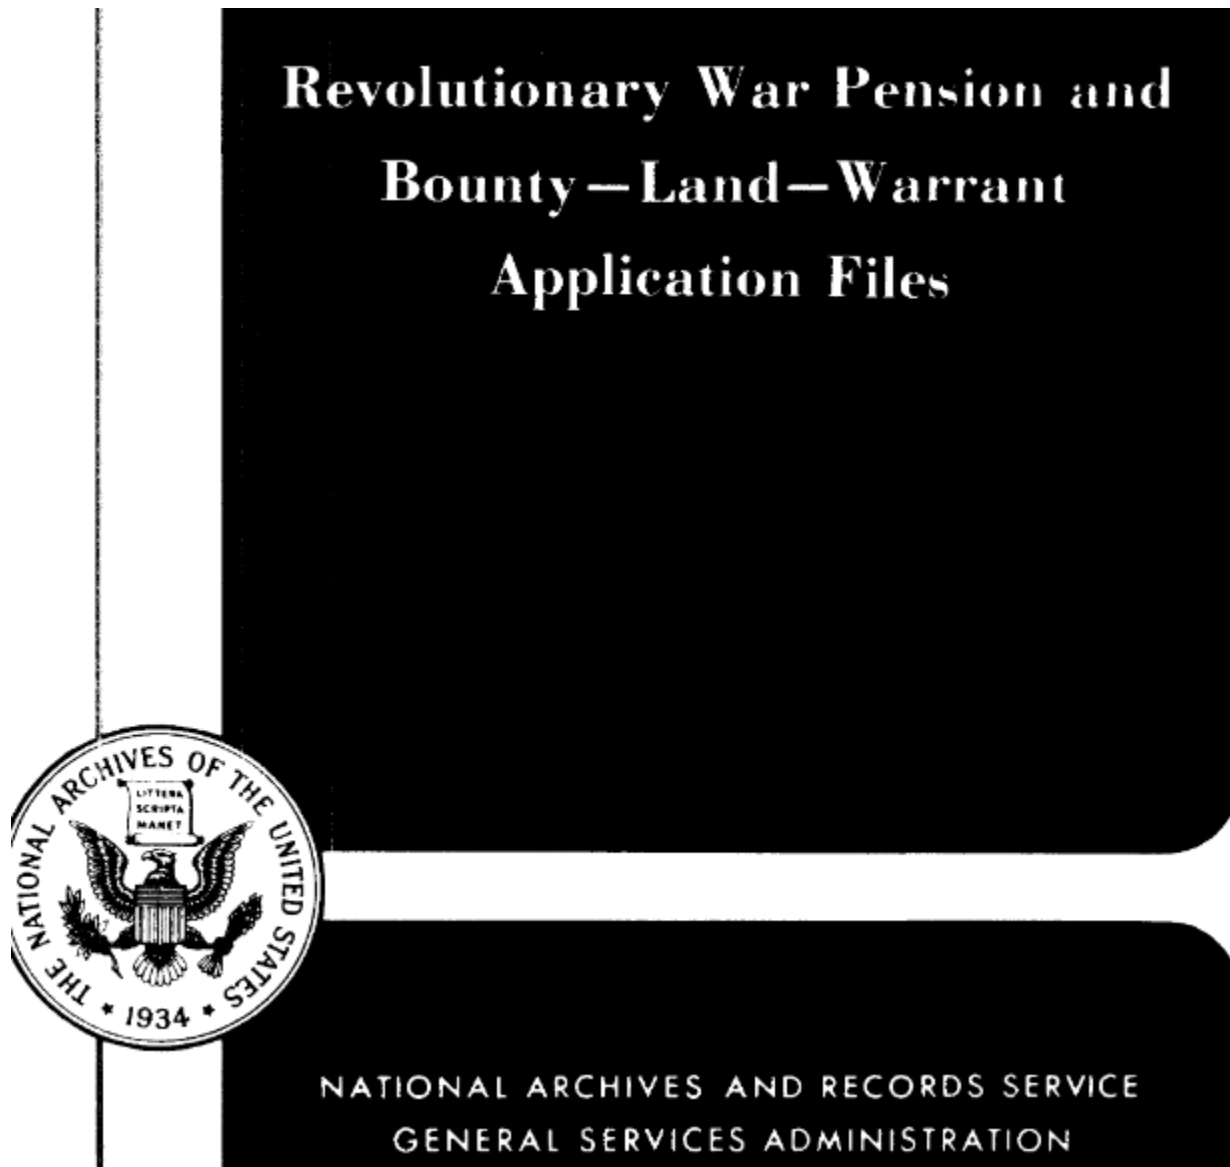 Revolutionary War Pension and
Bounty—Land—Warrant
Application Files
THE NATIONAL ARCHIVES OF THE UNITED STATES
LITTERA
SCRIPTA
MANET
★ 1934 ★
NATIONAL ARCHIVES AND RECORDS SERVICE
GENERAL SERVICES ADMINISTRATION